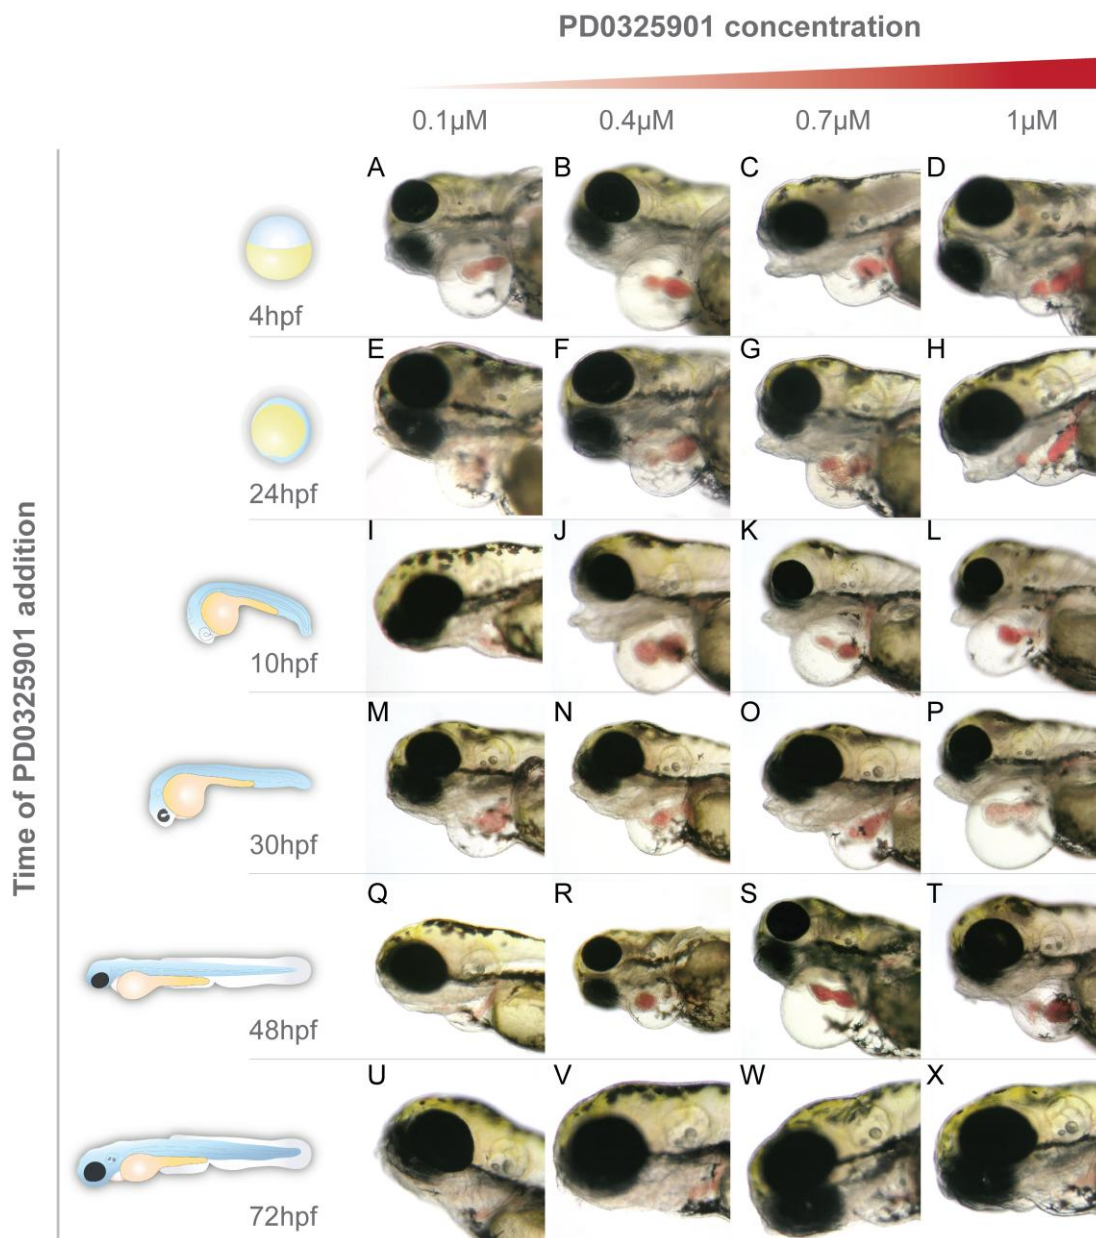 PD0325901 concentration
0.1µM 0.4µM 0.7µM 1µM
Time of PD0325901 addition
A B C D
4hpf
E F G H
24hpf
I J K L
10hpf
M N O P
30hpf
Q R S T
48hpf
U V W X
72hpf